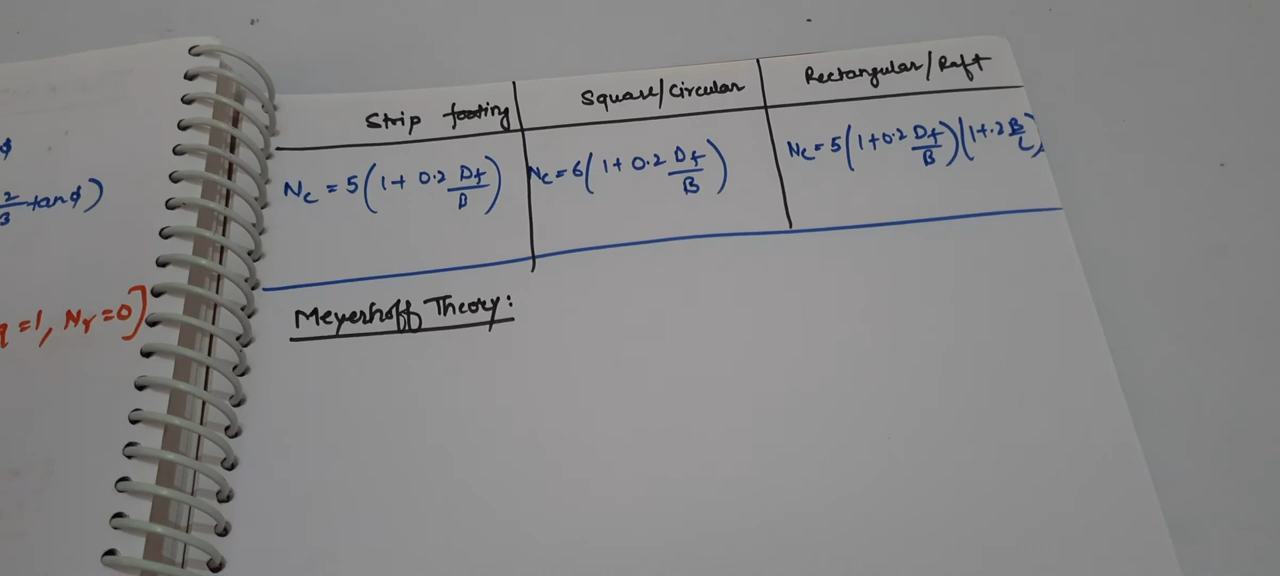 φ
2/3 tanφ)
q=1, Nγ=0]
Strip footing | Square/Circular | Rectangular/Raft
Nc = 5(1+ 0.2 Df/B) | Nc=6(1+0.2 Df/B) | Nc=5(1+0.2 Df/B)(1+.2 B/L)
Meyerhoff Theory: